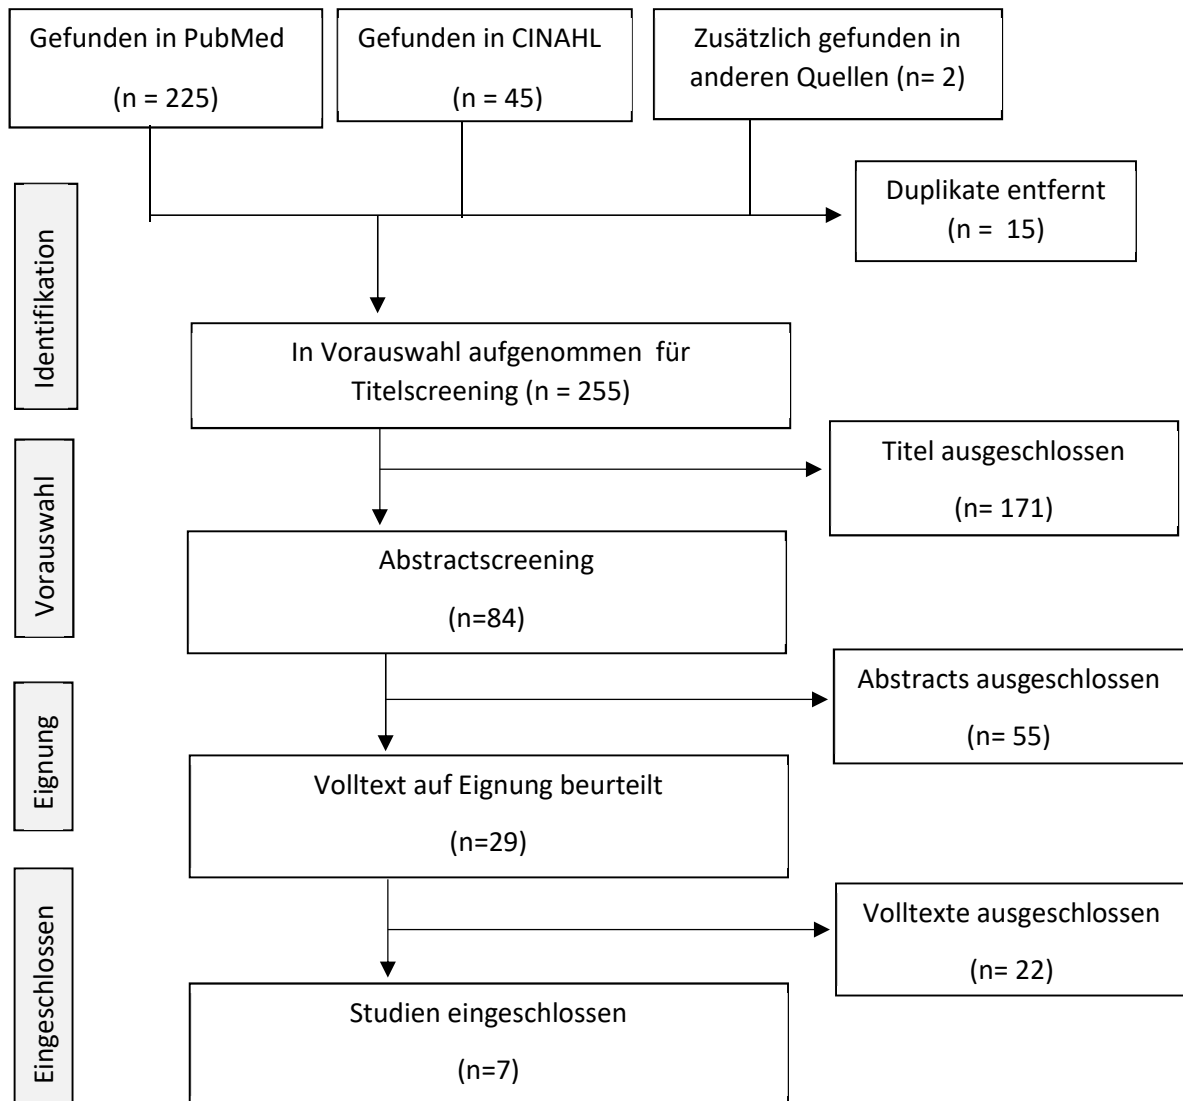 Gefunden in PubMed
(n = 225)
Gefunden in CINAHL
(n = 45)
Zusätzlich gefunden in
anderen Quellen (n= 2)
Identifikation
Duplikate entfernt
(n =  15)
In Vorauswahl aufgenommen  für
Titelscreening (n = 255)
Vorauswahl
Titel ausgeschlossen
(n= 171)
Abstractscreening
(n=84)
Eignung
Abstracts ausgeschlossen
(n= 55)
Volltext auf Eignung beurteilt
(n=29)
Eingeschlossen
Volltexte ausgeschlossen
(n= 22)
Studien eingeschlossen
(n=7)